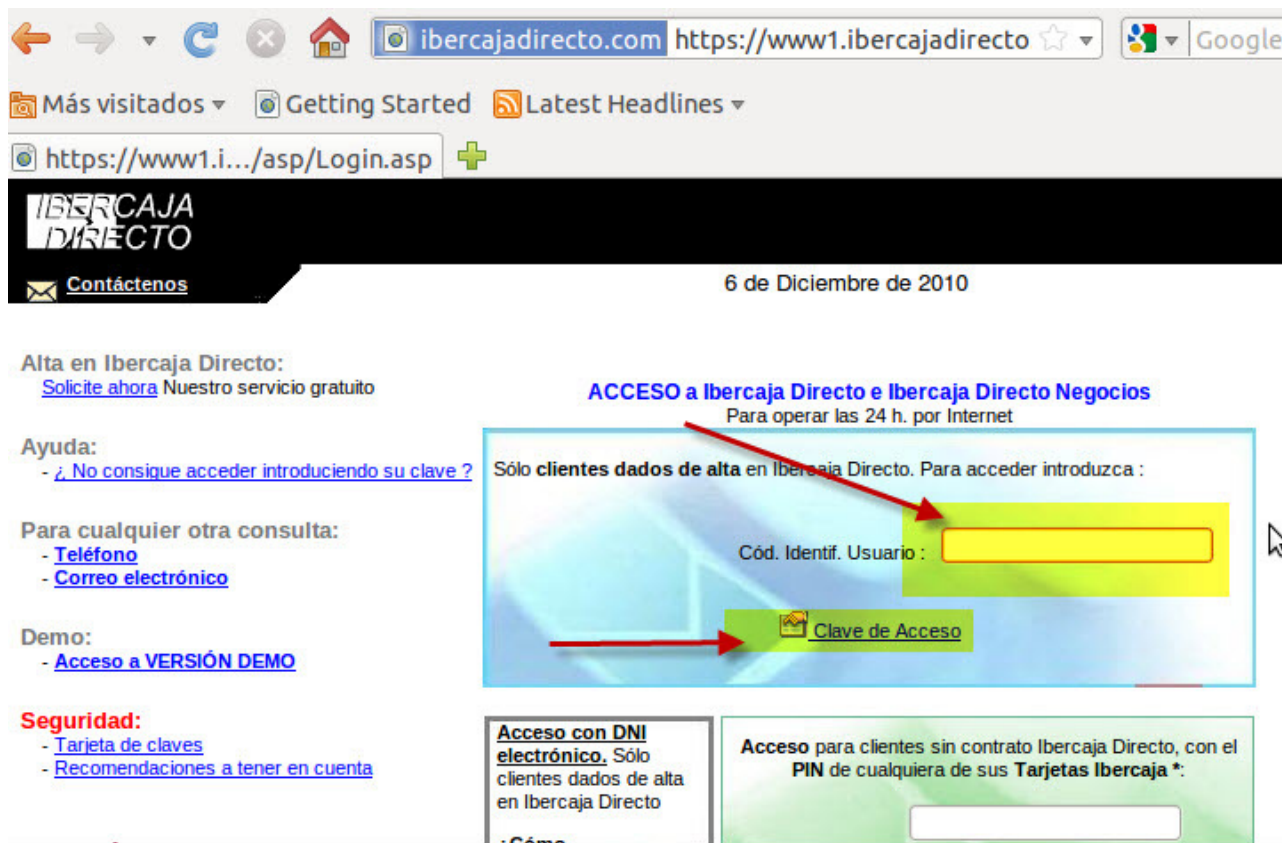 ibercajadirecto.com https://www1.ibercajadirecto
Google
Más visitados
Getting Started
Latest Headlines
https://www1.i.../asp/Login.asp
IBERCAJA
DIRECTO
Contáctenos
6 de Diciembre de 2010
Alta en Ibercaja Directo:
Solicite ahora Nuestro servicio gratuito
Ayuda:
- ¿ No consigue acceder introduciendo su clave ?
Para cualquier otra consulta:
- Teléfono
- Correo electrónico
Demo:
- Acceso a VERSIÓN DEMO
Seguridad:
- Tarjeta de claves
- Recomendaciones a tener en cuenta
ACCESO a Ibercaja Directo e Ibercaja Directo Negocios
Para operar las 24 h. por Internet
Sólo clientes dados de alta en Ibercaja Directo. Para acceder introduzca :
Cód. Identif. Usuario :
Clave de Acceso
Acceso con DNI
electrónico. Sólo
clientes dados de alta
en Ibercaja Directo
Acceso para clientes sin contrato Ibercaja Directo, con el
PIN de cualquiera de sus Tarjetas Ibercaja *: